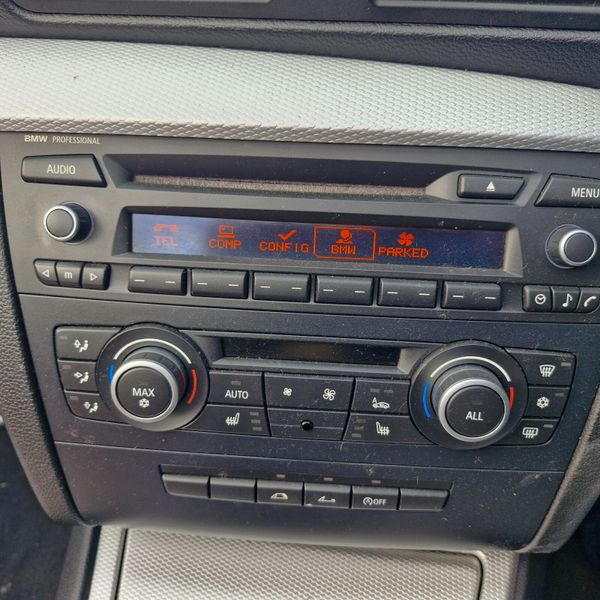 BMW PROFESSIONAL
AUDIO
MENU
TEL COMP CONFIG BMW PARKED
m
MAX
AUTO
ALL
OFF